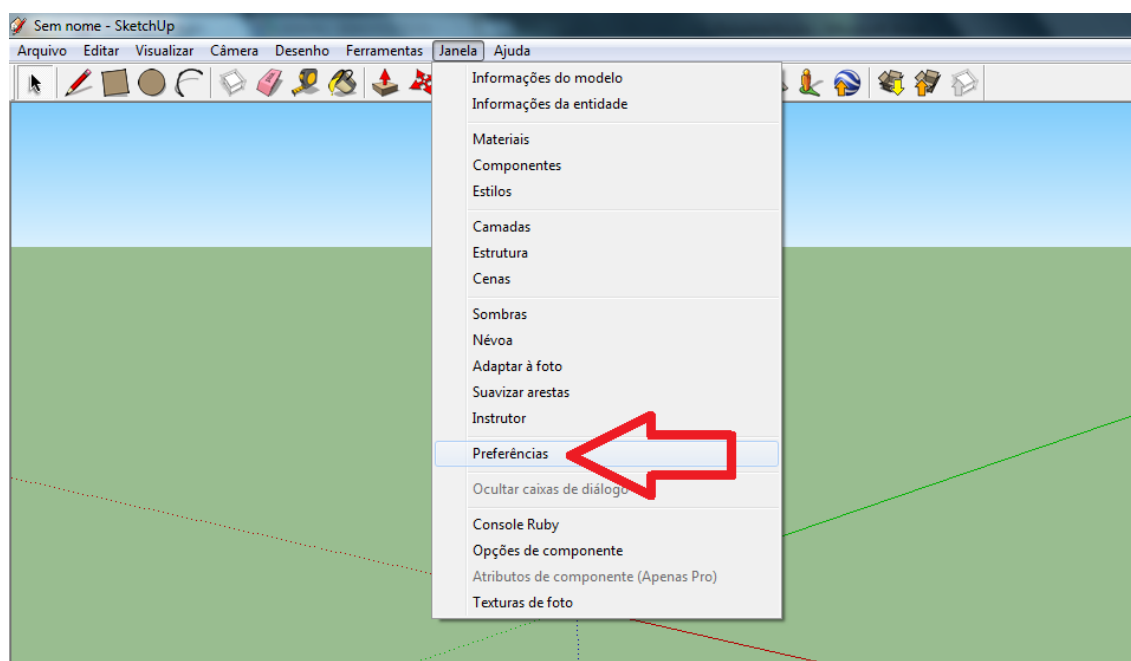 Sem nome - SketchUp
Arquivo Editar Visualizar Câmera Desenho Ferramentas Janela Ajuda
Informações do modelo
Informações da entidade
Materiais
Componentes
Estilos
Camadas
Estrutura
Cenas
Sombras
Névoa
Adaptar à foto
Suavizar arestas
Instrutor
Preferências
Ocultar caixas de diálogo
Console Ruby
Opções de componente
Atributos de componente (Apenas Pro)
Texturas de foto